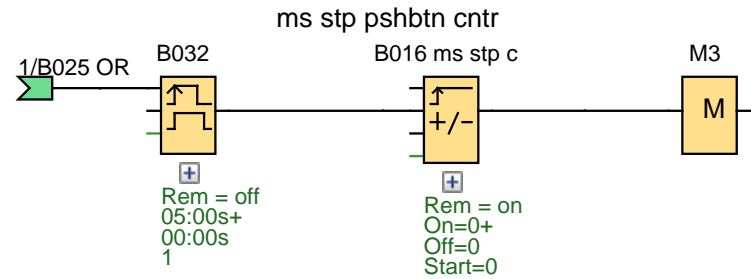 ms stp pshbtn cntr
B032
B016 ms stp c
M3
1/B025 OR
+/-
M
Rem = off
05:00s+
00:00s
1
Rem = on
On=0+
Off=0
Start=0